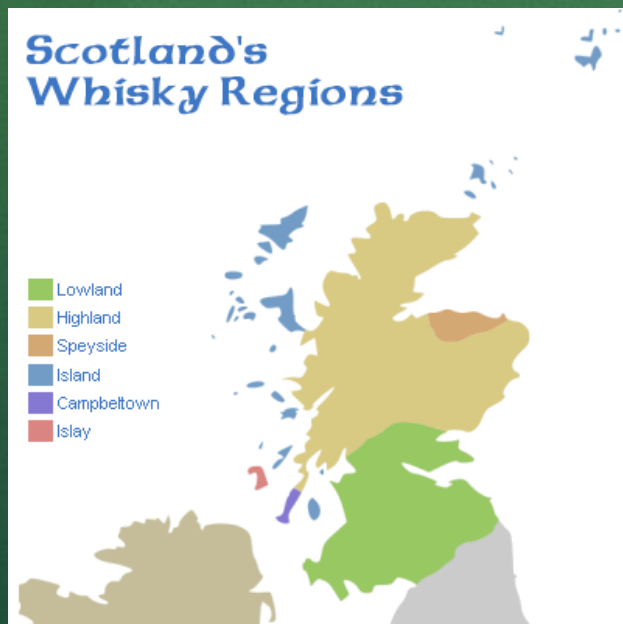 Scotland's
Whisky Regions
Lowland
Highland
Speyside
Island
Campbeltown
Islay